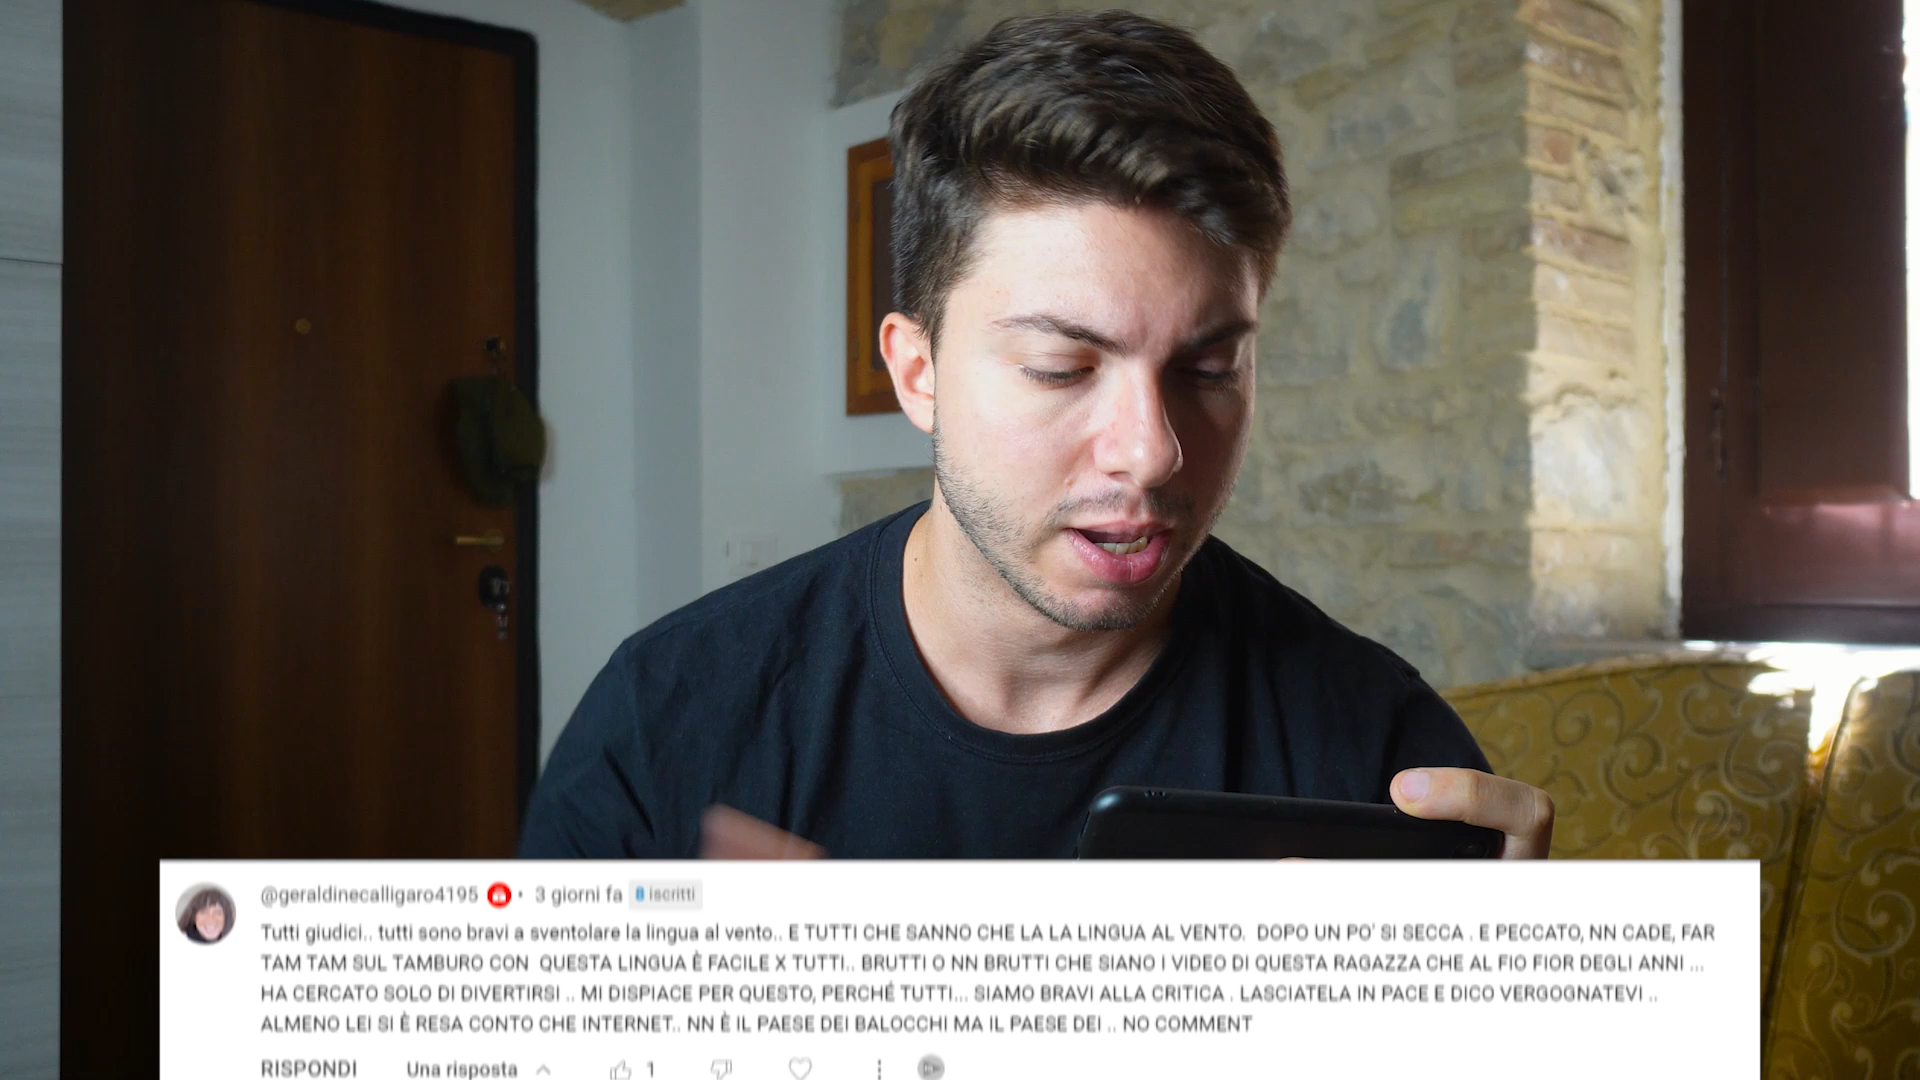 @geraldinecalligaro4195 • 3 giorni fa 8 iscritti
Tutti giudici.. tutti sono bravi a sventolare la lingua al vento.. E TUTTI CHE SANNO CHE LA LA LINGUA AL VENTO. DOPO UN PO' SI SECCA . E PECCATO, NN CADE, FAR
TAM TAM SUL TAMBURO CON QUESTA LINGUA È FACILE X TUTTI.. BRUTTI O NN BRUTTI CHE SIANO I VIDEO DI QUESTA RAGAZZA CHE AL FIO FIOR DEGLI ANNI ...
HA CERCATO SOLO DI DIVERTIRSI .. MI DISPIACE PER QUESTO, PERCHÉ TUTTI... SIAMO BRAVI ALLA CRITICA . LASCIATELA IN PACE E DICO VERGOGNATEVI ..
ALMENO LEI SI È RESA CONTO CHE INTERNET.. NN È IL PAESE DEI BALOCCHI MA IL PAESE DEI .. NO COMMENT
RISPONDI Una risposta 1